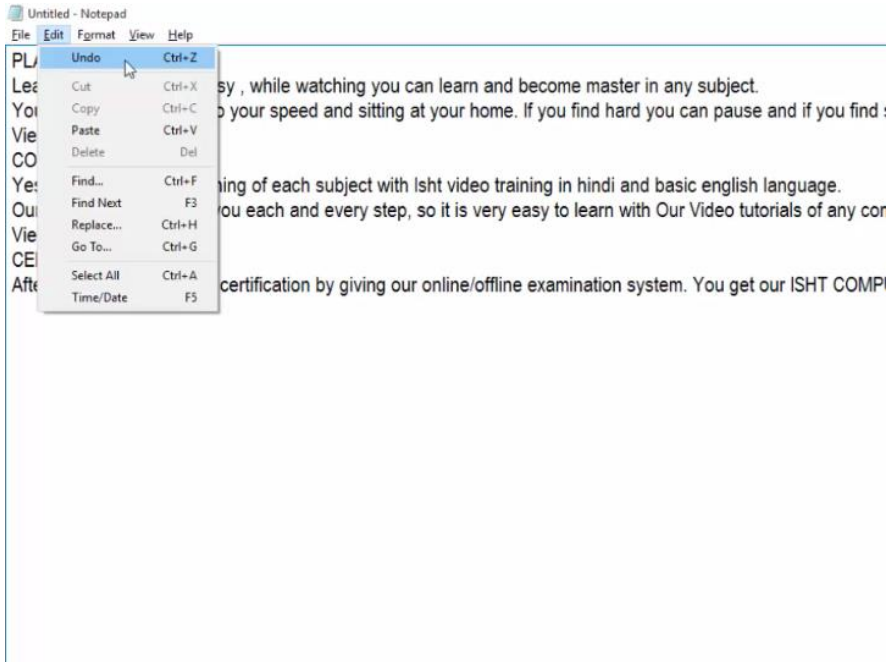 Untitled - Notepad
File Edit Format View Help
Undo Ctrl+Z
Cut Ctrl+X
Copy Ctrl+C
Paste Ctrl+V
Delete Del
Find... Ctrl+F
Find Next F3
Replace... Ctrl+H
Go To... Ctrl+G
Select All Ctrl+A
Time/Date F5
PL
Lea sy , while watching you can learn and become master in any subject.
You o your speed and sitting at your home. If you find hard you can pause and if you find
Vie
CO
Yes ning of each subject with Isht video training in hindi and basic english language.
Our you each and every step, so it is very easy to learn with Our Video tutorials of any
Vie
CE
Afte certification by giving our online/offline examination system. You get our ISHT COMP